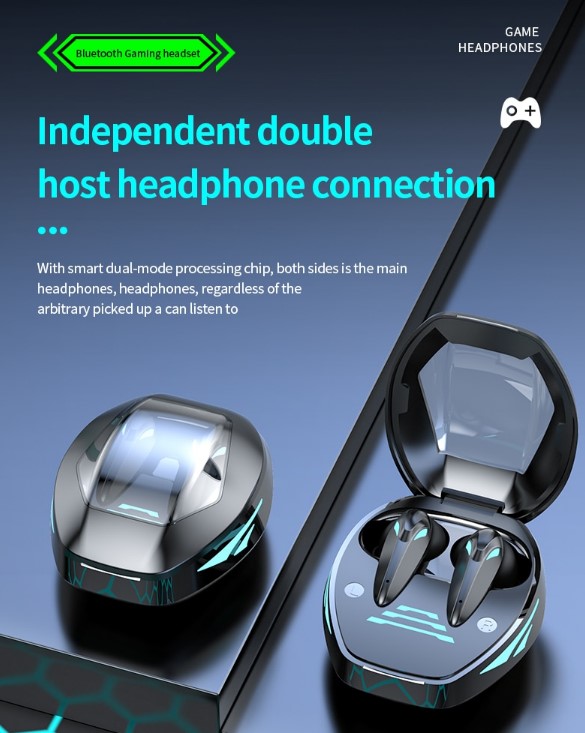 Bluetooth Gaming headset
GAME
HEADPHONES
Independent double
host headphone connection
...
With smart dual-mode processing chip, both sides is the main
headphones, headphones, regardless of the
arbitrary picked up a can listen to
L
R